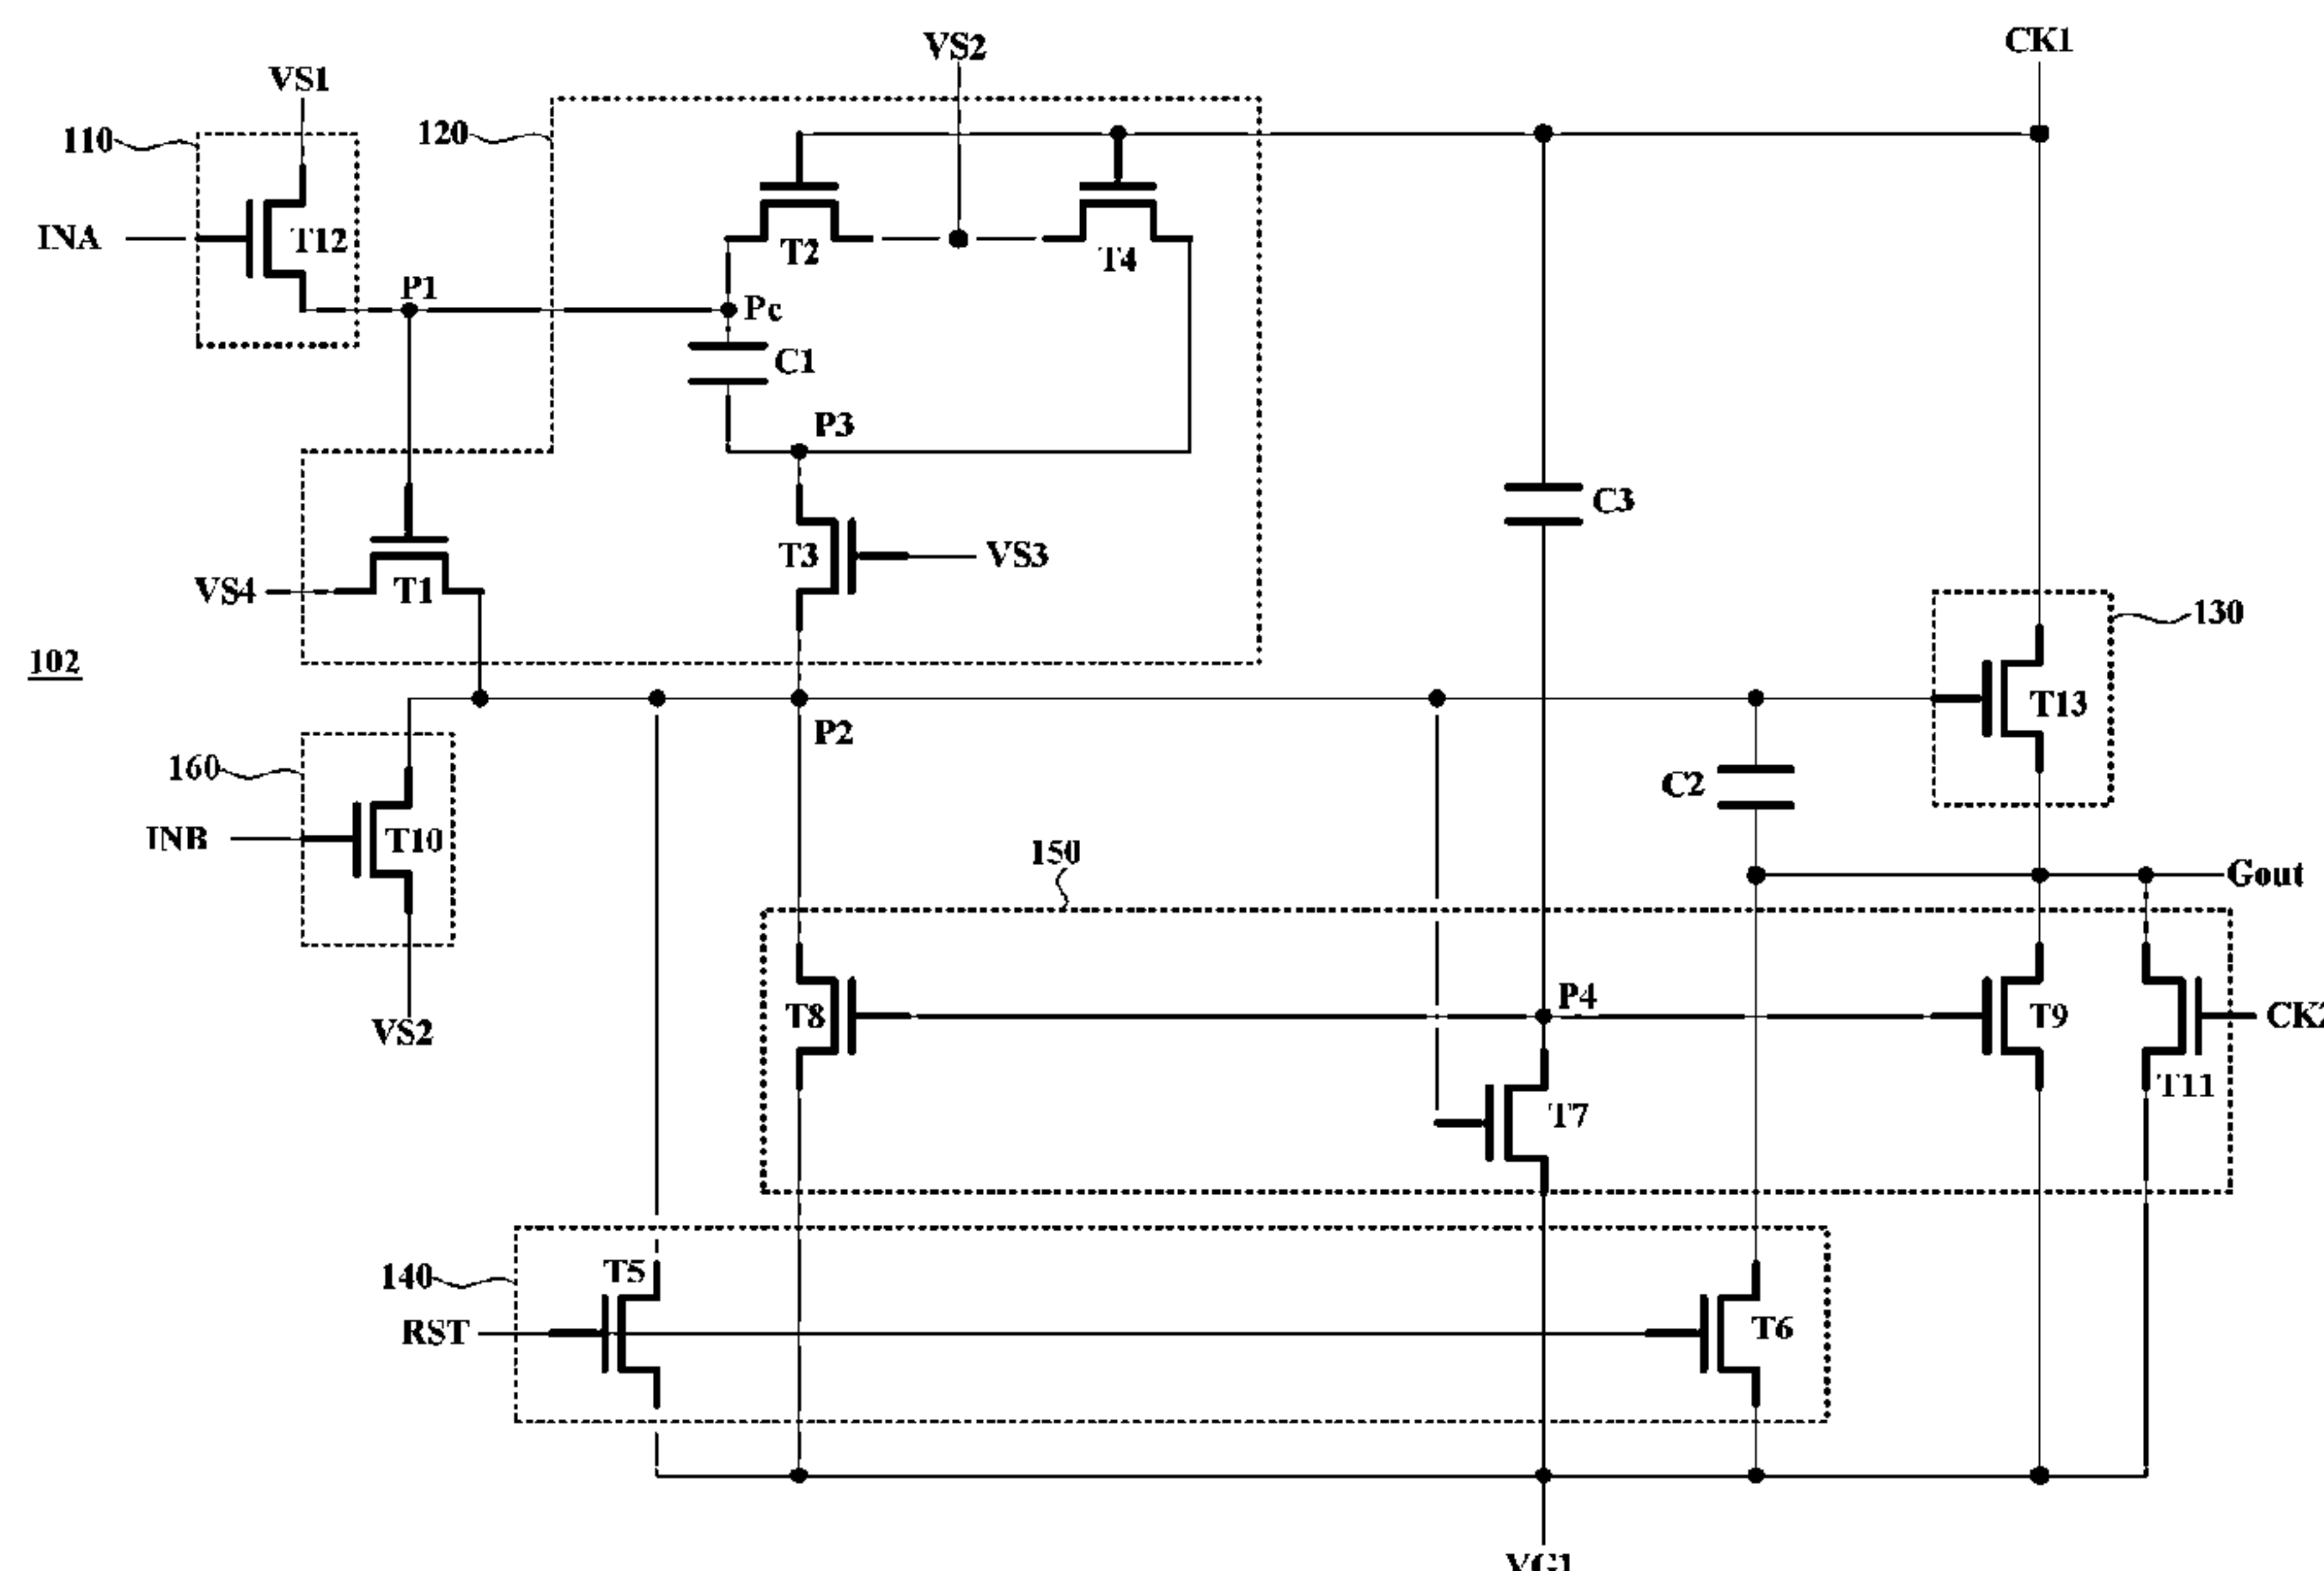 VS2
CK1
VS1
110
120
INA
T12
T2
T4
P1
Pc
C1
P3
C3
T3
VS3
VS4
T1
130
102
T13
P2
160
C2
INB
T10
150
Gout
VS2
T8
P4
T9
T11
T7
140
T5
RST
T6